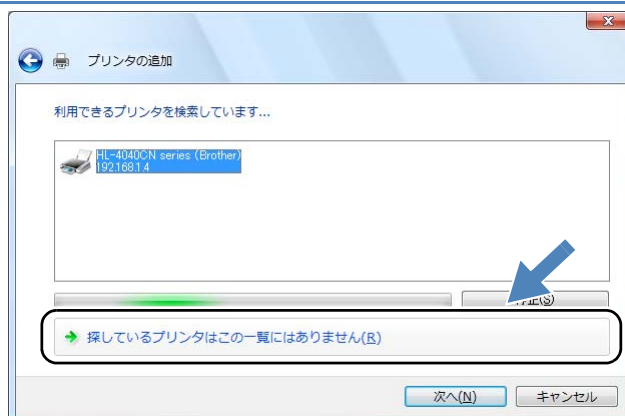 プリンタの追加
利用できるプリンタを検索しています...
HL-4040CN series (Brother)
192.168.1.4
探しているプリンタはこの一覧にはありません(R)
次へ(N)
キャンセル